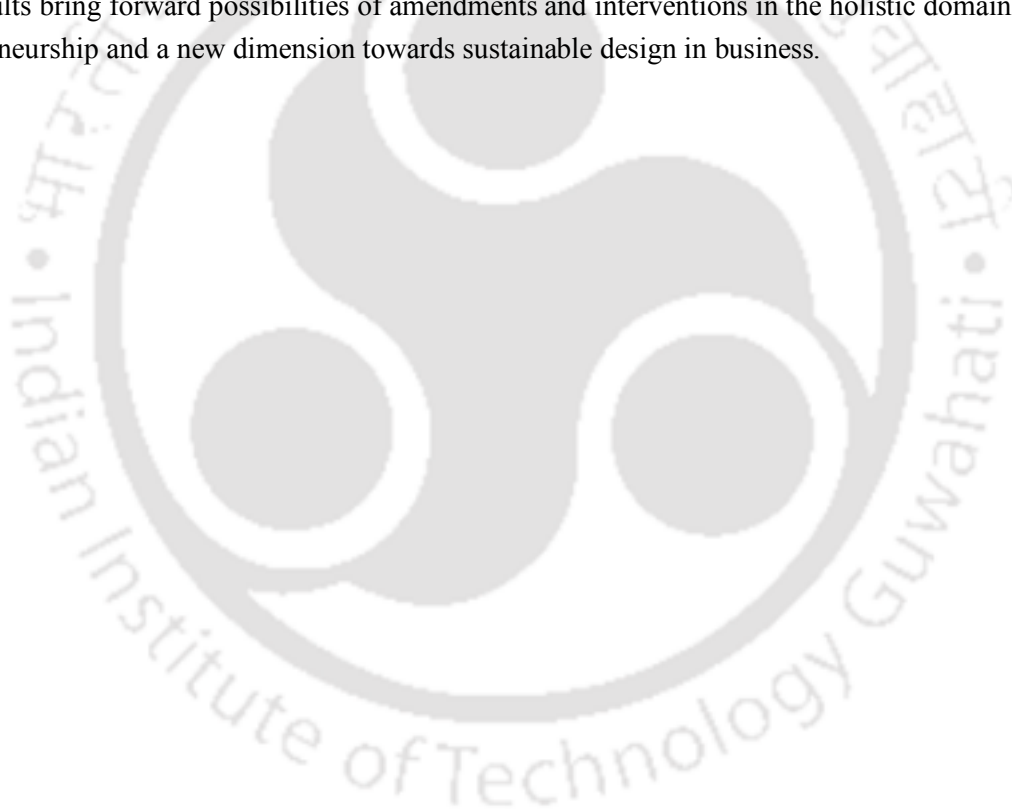 ults bring forward possibilities of amendments and interventions in the holistic domain
neurship and a new dimension towards sustainable design in business.
• Indian Institute of Technology Guwahati •